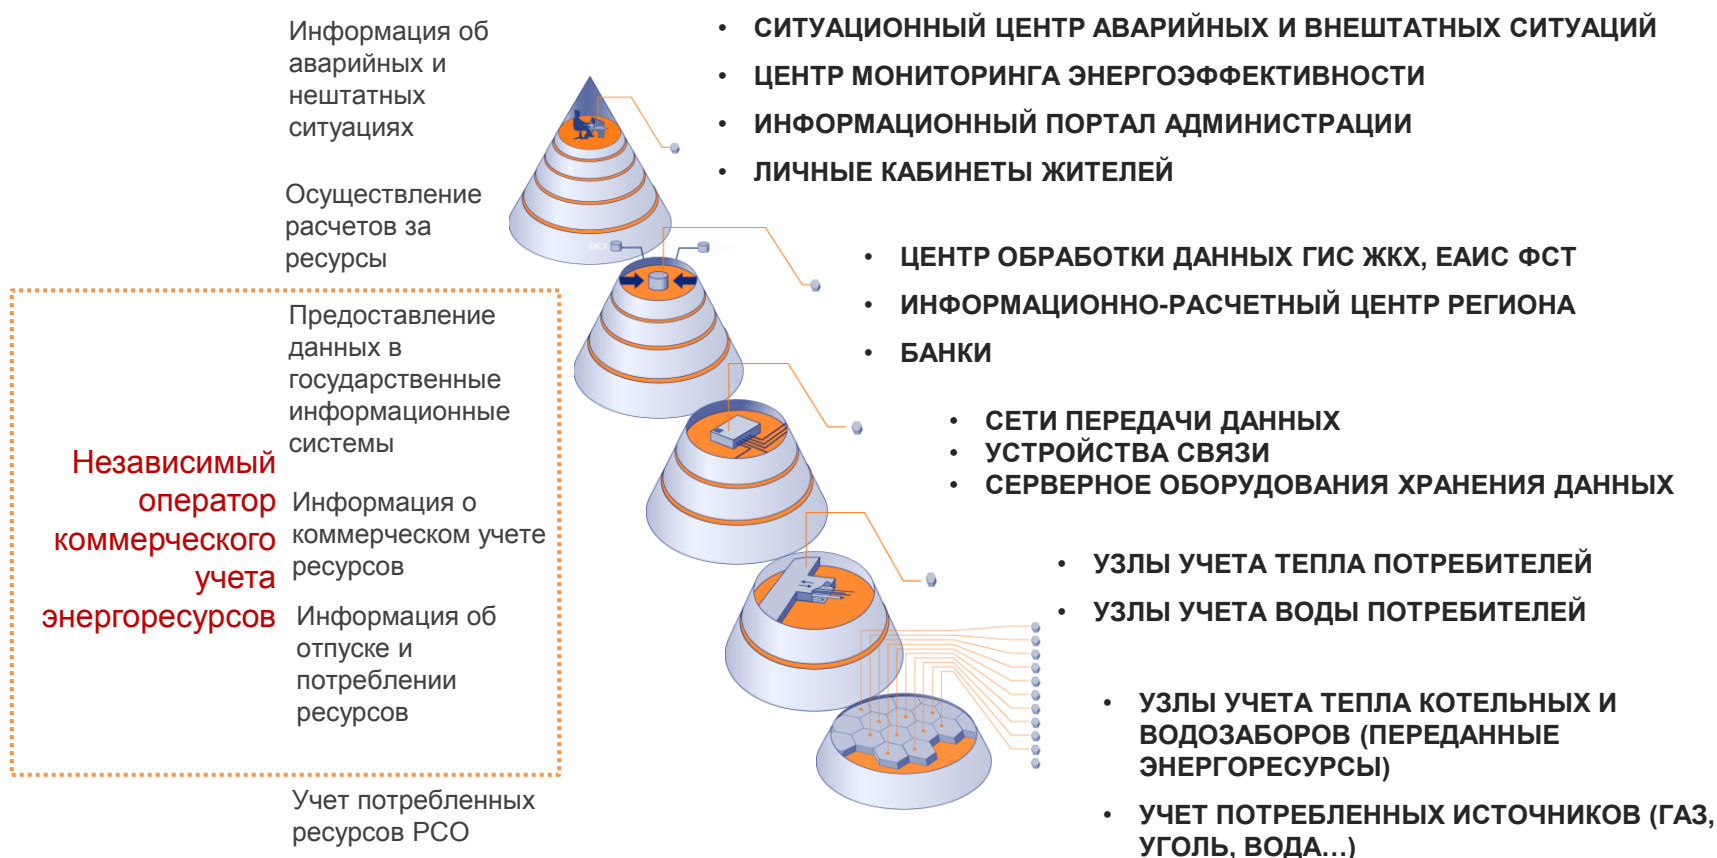 Информация об
аварийных и
нештатных
ситуациях
Осуществление
расчетов за
ресурсы
Предоставление
данных в
государственные
информационные
системы
Независимый
оператор
коммерческого
учета
энергоресурсов
Информация о
коммерческом учете
ресурсов
Информация об
отпуске и
потреблении
ресурсов
Учет потребленных
ресурсов РСО
• СИТУАЦИОННЫЙ ЦЕНТР АВАРИЙНЫХ И ВНЕШТАТНЫХ СИТУАЦИЙ
• ЦЕНТР МОНИТОРИНГА ЭНЕРГОЭФФЕКТИВНОСТИ
• ИНФОРМАЦИОННЫЙ ПОРТАЛ АДМИНИСТРАЦИИ
• ЛИЧНЫЕ КАБИНЕТЫ ЖИТЕЛЕЙ
• ЦЕНТР ОБРАБОТКИ ДАННЫХ ГИС ЖКХ, ЕАИС ФСТ
• ИНФОРМАЦИОННО-РАСЧЕТНЫЙ ЦЕНТР РЕГИОНА
• БАНКИ
• СЕТИ ПЕРЕДАЧИ ДАННЫХ
• УСТРОЙСТВА СВЯЗИ
• СЕРВЕРНОЕ ОБОРУДОВАНИЯ ХРАНЕНИЯ ДАННЫХ
• УЗЛЫ УЧЕТА ТЕПЛА ПОТРЕБИТЕЛЕЙ
• УЗЛЫ УЧЕТА ВОДЫ ПОТРЕБИТЕЛЕЙ
• УЗЛЫ УЧЕТА ТЕПЛА КОТЕЛЬНЫХ И
ВОДОЗАБОРОВ (ПЕРЕДАННЫЕ
ЭНЕРГОРЕСУРСЫ)
• УЧЕТ ПОТРЕБЛЕННЫХ ИСТОЧНИКОВ (ГАЗ,
УГОЛЬ, ВОДА…)